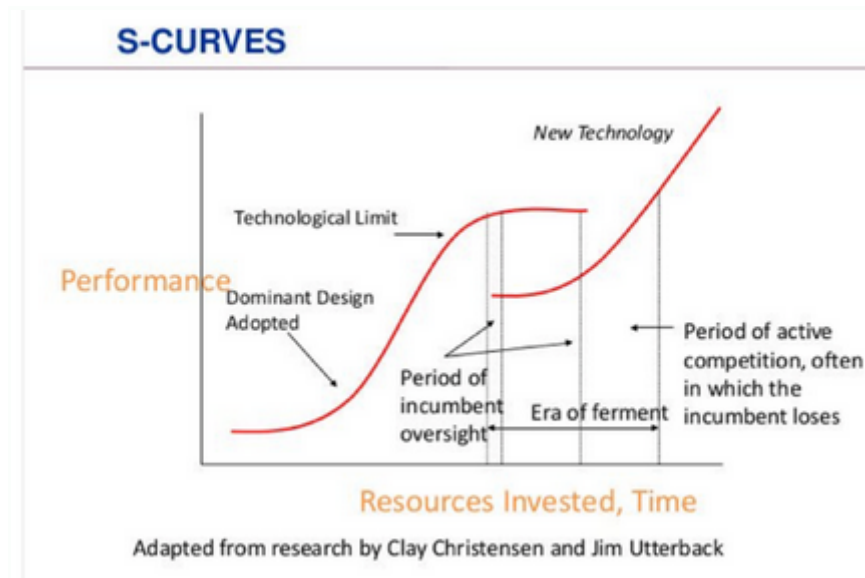 S-CURVES
New Technology
Technological Limit
Performance
Dominant Design
Adopted
Period of
incumbent
oversight
Era of ferment
Period of active
competition, often
in which the
incumbent loses
Resources Invested, Time
Adapted from research by Clay Christensen and Jim Utterback